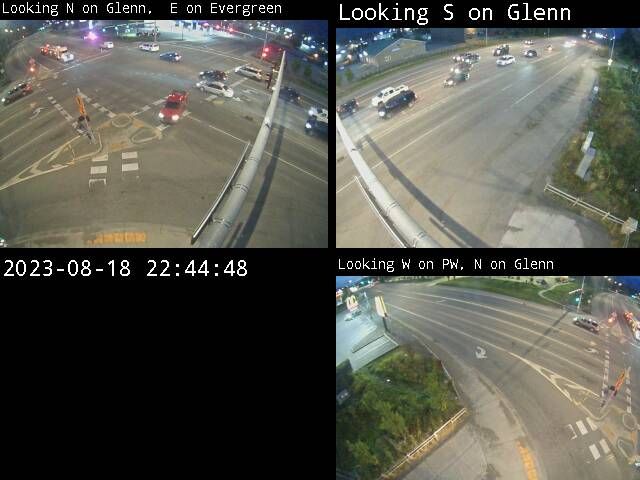 Looking N on Glenn,  E on Evergreen
Looking S on Glenn
2023-08-18 22:44:48
Looking W on PW, N on Glenn